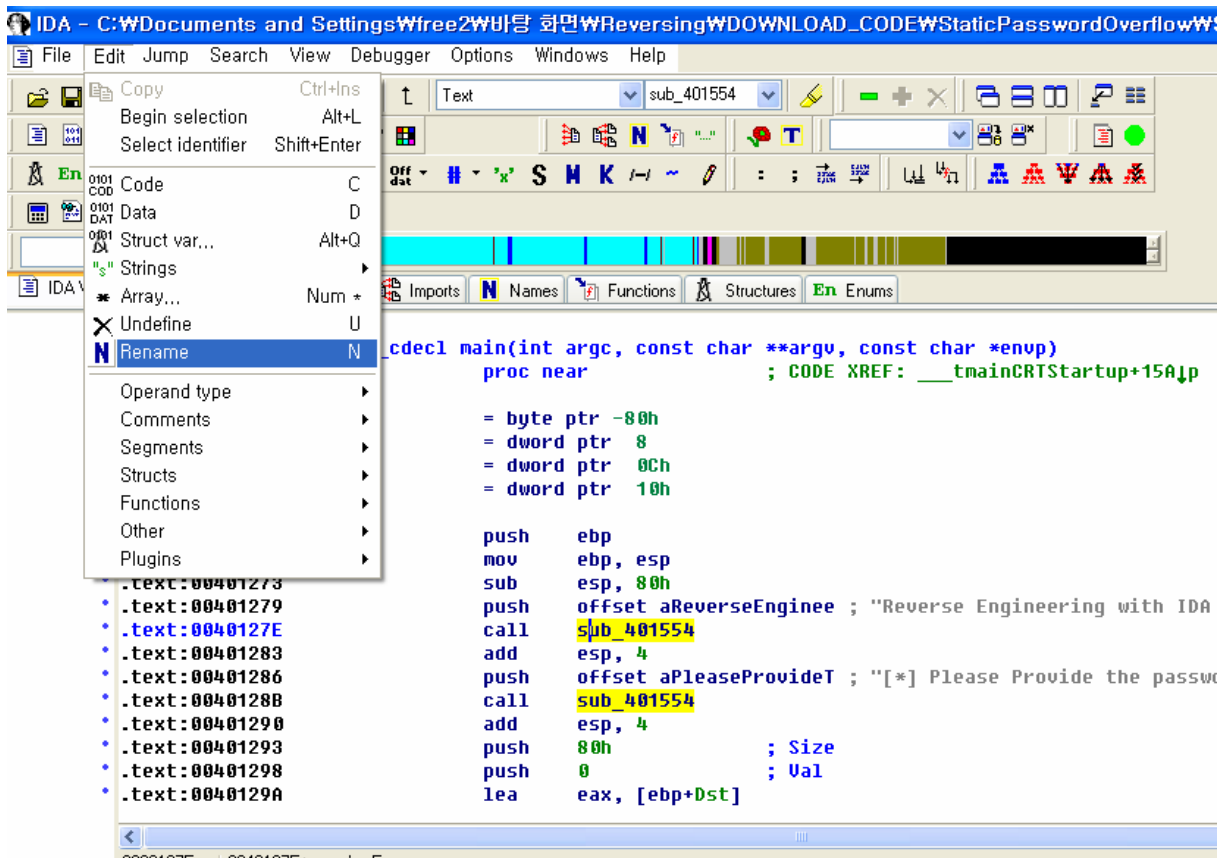 IDA - C:₩Documents and Settings₩free2₩바탕 화면₩Reversing₩DOWNLOAD_CODE₩StaticPasswordOverflow₩
File Edit Jump Search View Debugger Options Windows Help
Copy Ctrl+Ins
Begin selection Alt+L
Select identifier Shift+Enter
Code C
Data D
Struct var... Alt+Q
Strings
Array... Num *
Undefine U
Rename N
Operand type
Comments
Segments
Structs
Functions
Other
Plugins
Text sub_401554
En
Off dat # 'x' S M K
IDA Imports N Names Functions Structures En Enums
_cdecl main(int argc, const char **argv, const char *envp)
proc near ; CODE XREF: ___tmainCRTStartup+15A↓p
= byte ptr -80h
= dword ptr 8
= dword ptr 0Ch
= dword ptr 10h
push ebp
mov ebp, esp
.text:00401273 sub esp, 80h
.text:00401279 push offset aReverseEnginee ; "Reverse Engineering with IDA
.text:0040127E call sub_401554
.text:00401283 add esp, 4
.text:00401286 push offset aPleaseProvideT ; "[*] Please Provide the passw
.text:0040128B call sub_401554
.text:00401290 add esp, 4
.text:00401293 push 80h ; Size
.text:00401298 push 0 ; Val
.text:0040129A lea eax, [ebp+Dst]